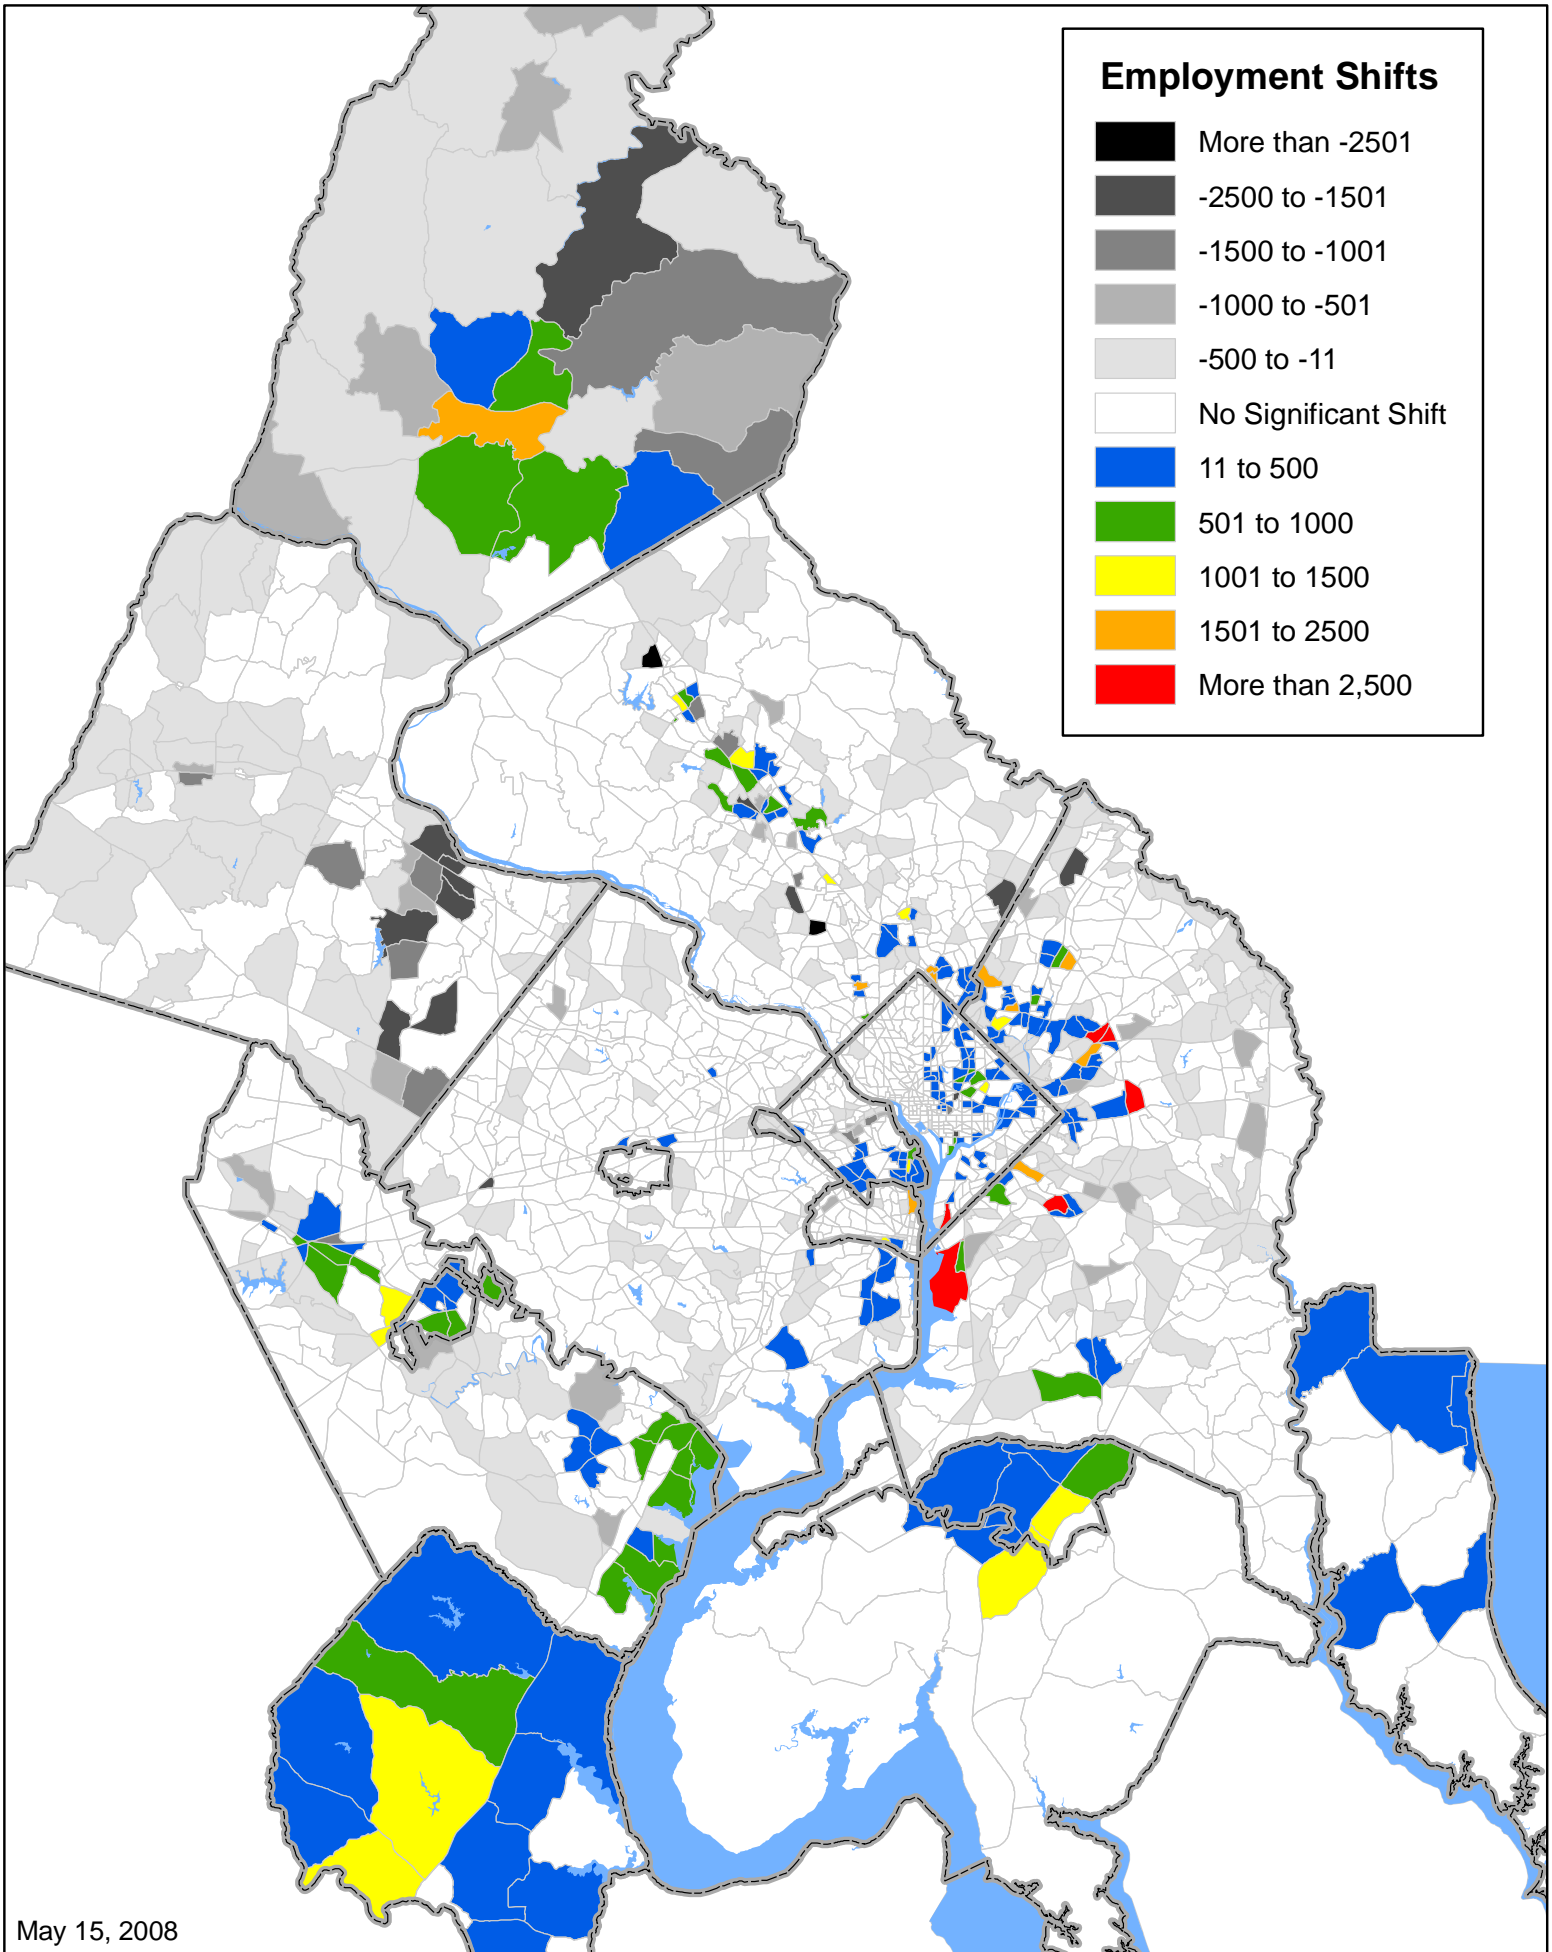 Employment Shifts
More than -2501
-2500 to -1501
-1500 to -1001
-1000 to -501
-500 to -11
No Significant Shift
11 to 500
501 to 1000
1001 to 1500
1501 to 2500
More than 2,500
May 15, 2008